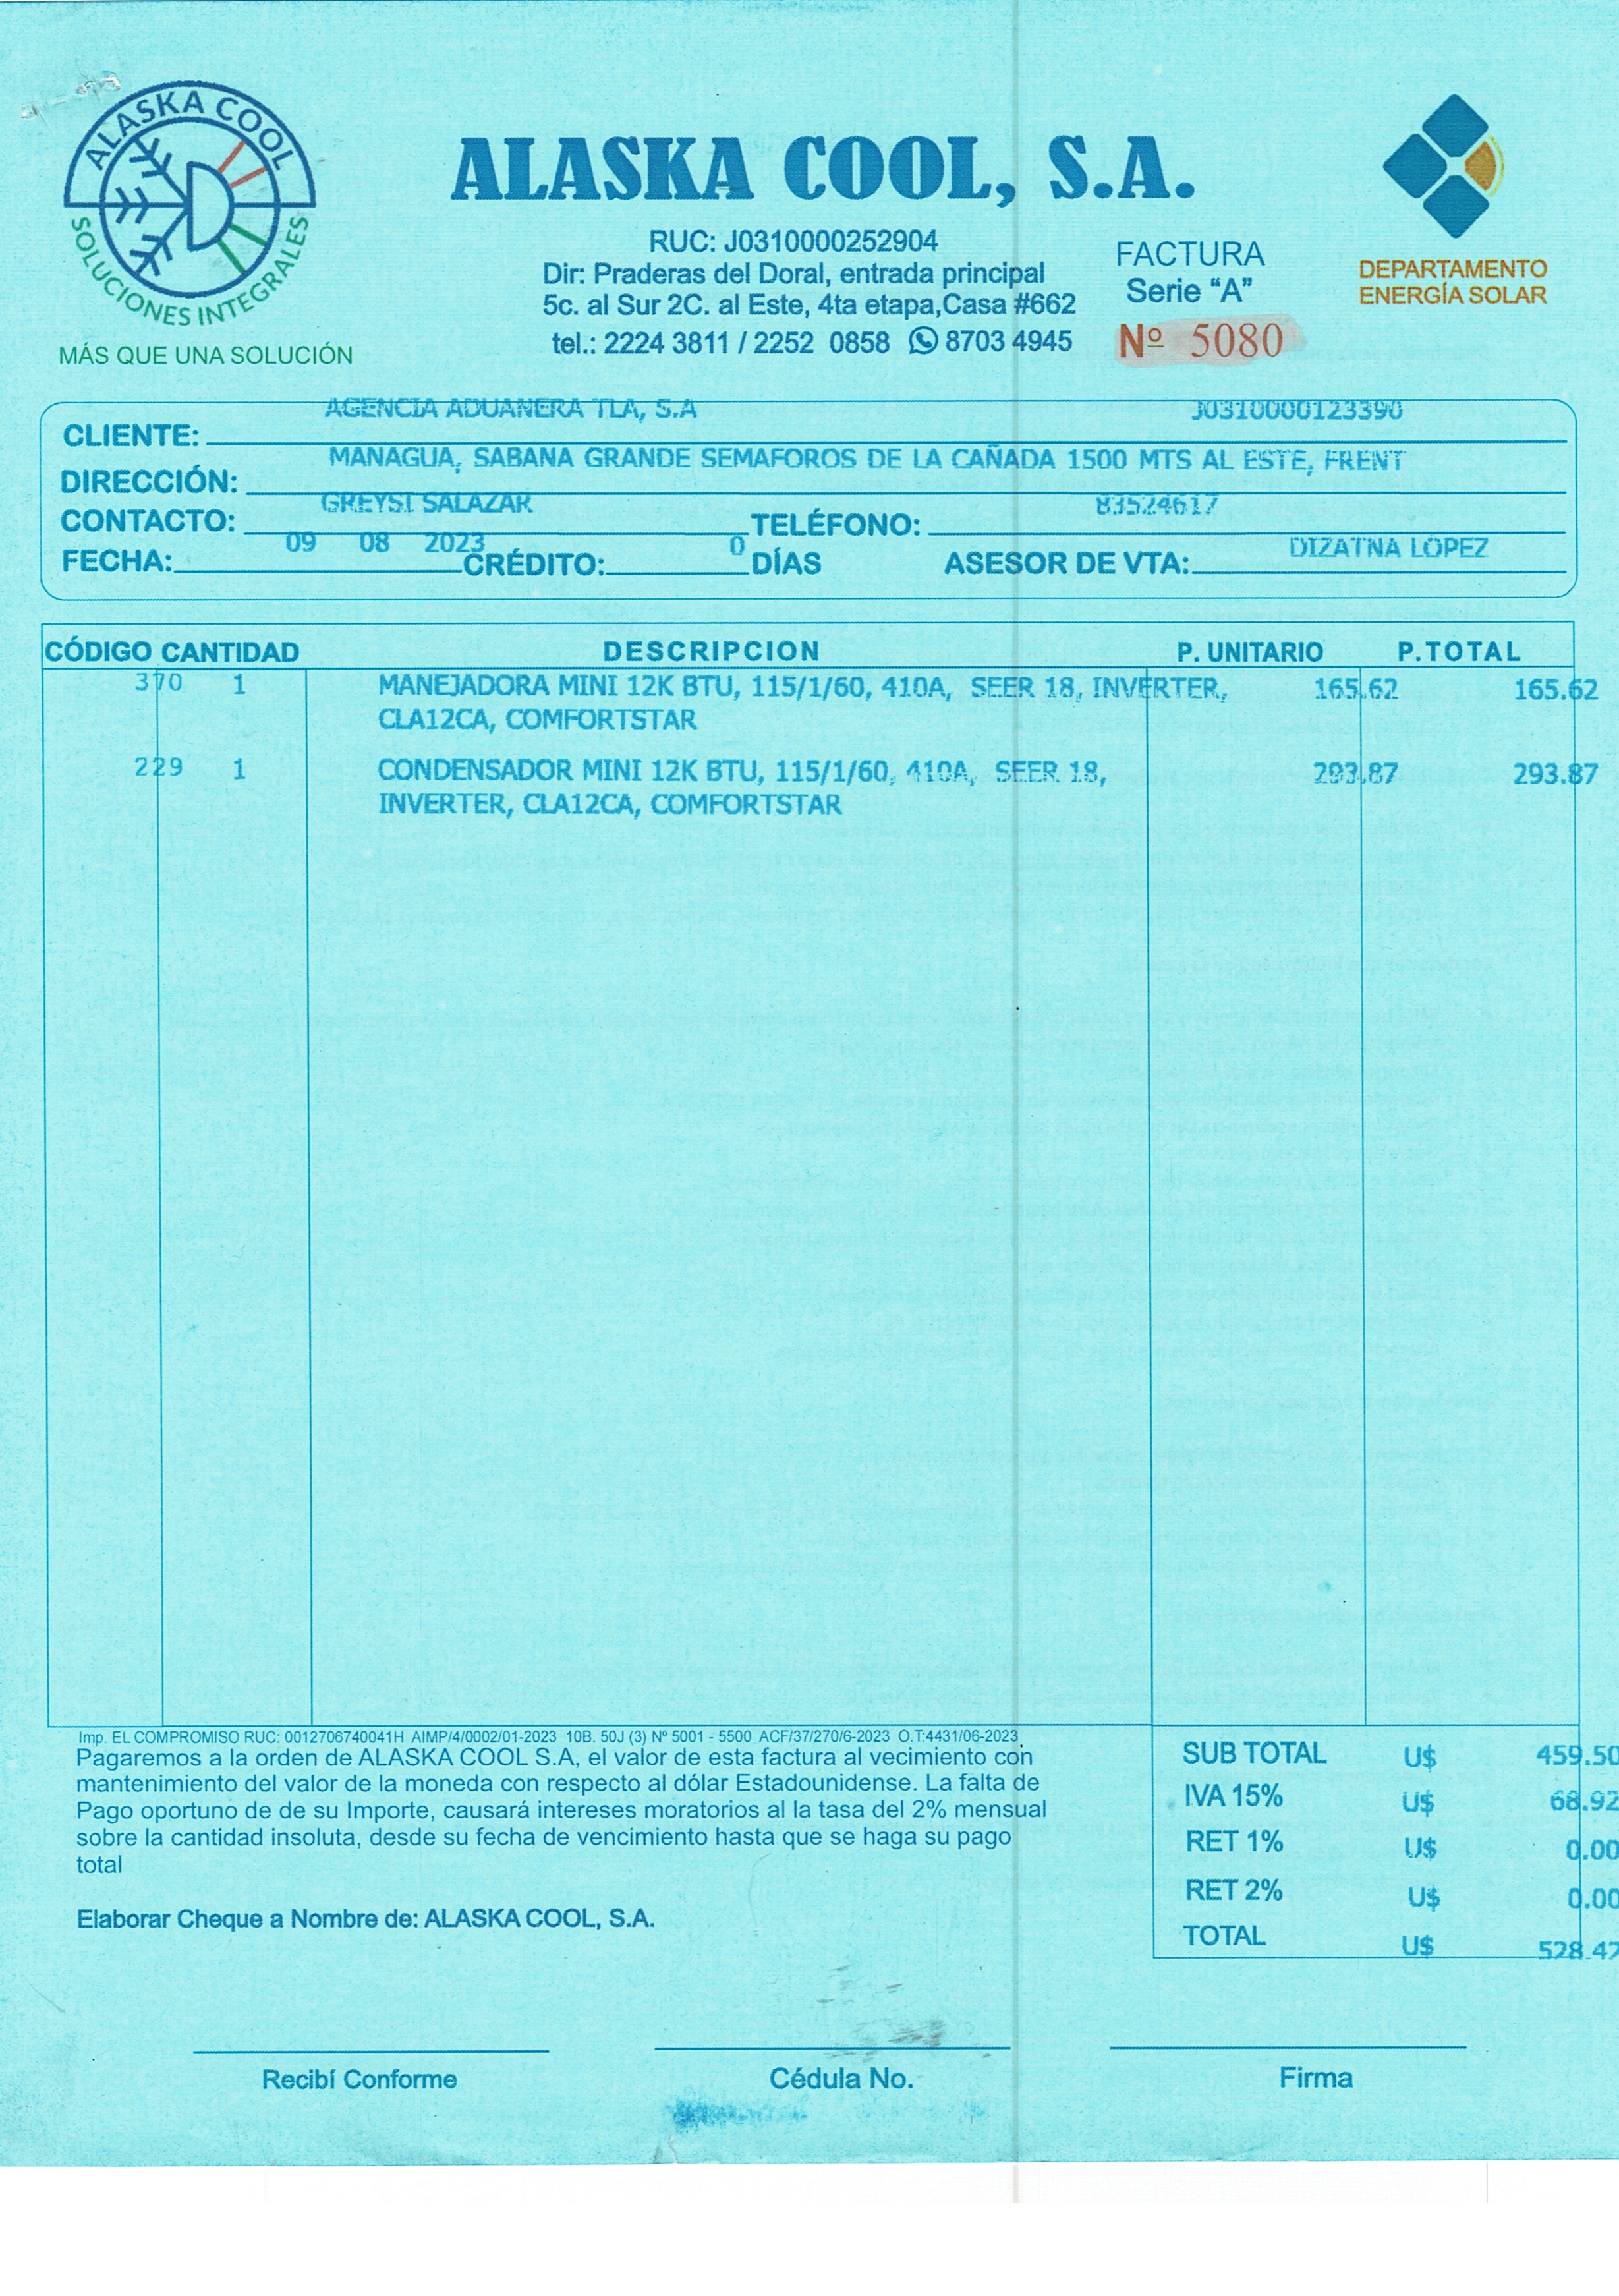 ALASKA COOL
SOLUCIONES INTEGRALES
MÁS QUE UNA SOLUCIÓN
ALASKA COOL, S.A.
RUC: J0310000252904
Dir: Praderas del Doral, entrada principal
5c. al Sur 2C. al Este, 4ta etapa,Casa #662
tel.: 2224 3811 / 2252 0858 8703 4945
FACTURA
Serie “A”
Nº 5080
DEPARTAMENTO
ENERGÍA SOLAR
CLIENTE: AGENCIA ADUANERA TLA, S.A J0310000123390
DIRECCIÓN: MANAGUA, SABANA GRANDE SEMAFOROS DE LA CAÑADA 1500 MTS AL ESTE, FRENT
CONTACTO: GREYSI SALAZAR TELÉFONO: 83524617
FECHA: 09 08 2023 CRÉDITO: 0 DÍAS ASESOR DE VTA: DIZATNA LOPEZ
CÓDIGO CANTIDAD DESCRIPCION P. UNITARIO P.TOTAL
370 1 MANEJADORA MINI 12K BTU, 115/1/60, 410A, SEER 18, INVERTER, 165.62 165.62
CLA12CA, COMFORTSTAR
229 1 CONDENSADOR MINI 12K BTU, 115/1/60, 410A, SEER 18, 293.87 293.87
INVERTER, CLA12CA, COMFORTSTAR
Imp. EL COMPROMISO RUC: 0012706740041H AIMP/4/0002/01-2023 10B. 50J (3) Nº 5001 - 5500 ACF/37/270/6-2023 O.T:4431/06-2023
Pagaremos a la orden de ALASKA COOL S.A, el valor de esta factura al vecimiento con
mantenimiento del valor de la moneda con respecto al dólar Estadounidense. La falta de
Pago oportuno de de su Importe, causará intereses moratorios al la tasa del 2% mensual
sobre la cantidad insoluta, desde su fecha de vencimiento hasta que se haga su pago
total
Elaborar Cheque a Nombre de: ALASKA COOL, S.A.
SUB TOTAL U$ 459.50
IVA 15% U$ 68.92
RET 1% U$ 0.00
RET 2% U$ 0.00
TOTAL U$ 528.42
Recibí Conforme
Cédula No.
Firma